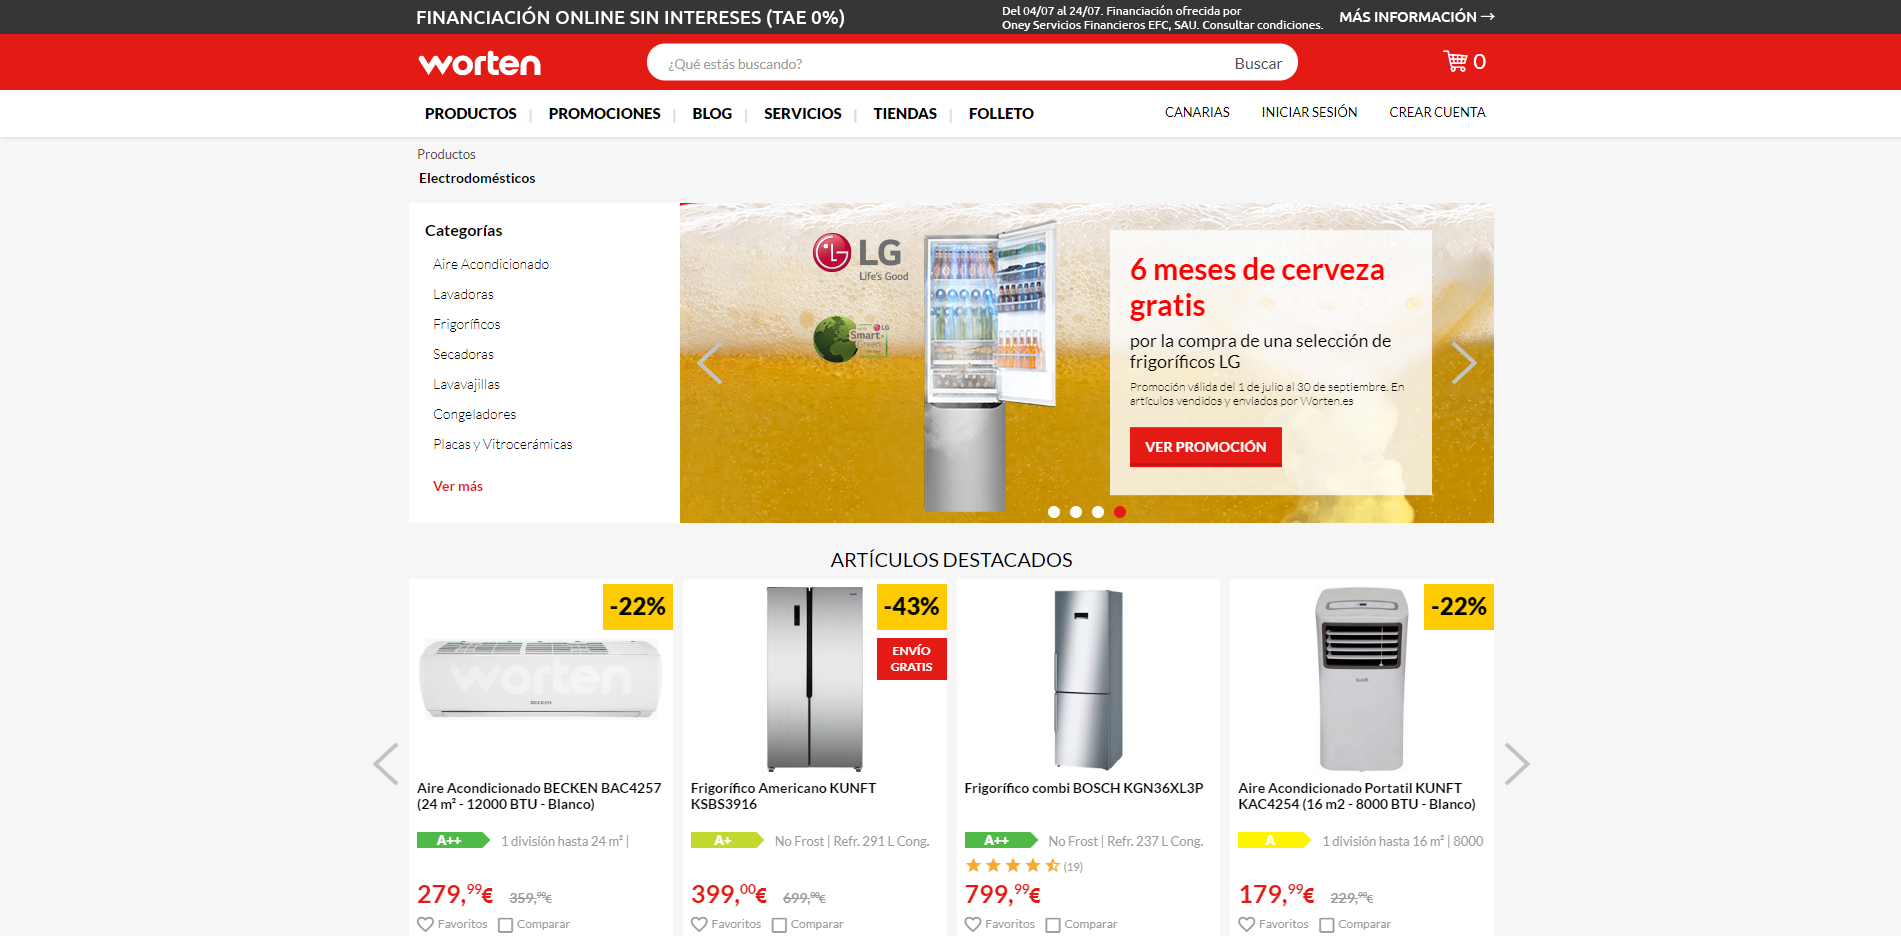 FINANCIACIÓN ONLINE SIN INTERESES (TAE 0%)
Del 04/07 al 24/07. Financiación ofrecida por
Oney Servicios Financieros EFC, SAU. Consultar condiciones.
MÁS INFORMACIÓN →
worten
¿Qué estás buscando?
Buscar
0
PRODUCTOS | PROMOCIONES | BLOG | SERVICIOS | TIENDAS | FOLLETO
CANARIAS
INICIAR SESIÓN
CREAR CUENTA
Productos
Electrodomésticos
Categorías
Aire Acondicionado
Lavadoras
Frigoríficos
Secadoras
Lavavajillas
Congeladores
Placas y Vitrocerámicas
Ver más
LG
Life's Good
LG
Smart
Green
6 meses de cerveza
gratis
por la compra de una selección de
frigoríficos LG
Promoción válida del 1 de julio al 30 de septiembre. En
artículos vendidos y enviados por Worten.es
VER PROMOCIÓN
ARTÍCULOS DESTACADOS
-22%
worten
BECKEN
Aire Acondicionado BECKEN BAC4257
(24 m² - 12000 BTU - Blanco)
A++
1 división hasta 24 m² |
279,99€
359,99€
Favoritos
Comparar
-43%
ENVÍO
GRATIS
Frigorífico Americano KUNFT
KSBS3916
A+
No Frost | Refr. 291 L Cong.
399,00€
699,00€
Favoritos
Comparar
Frigorífico combi BOSCH KGN36XL3P
A++
No Frost | Refr. 237 L Cong.
(19)
799,99€
Favoritos
Comparar
-22%
Kunft
Aire Acondicionado Portatil KUNFT
KAC4254 (16 m2 - 8000 BTU - Blanco)
A
1 división hasta 16 m² | 8000
179,99€
229,99€
Favoritos
Comparar